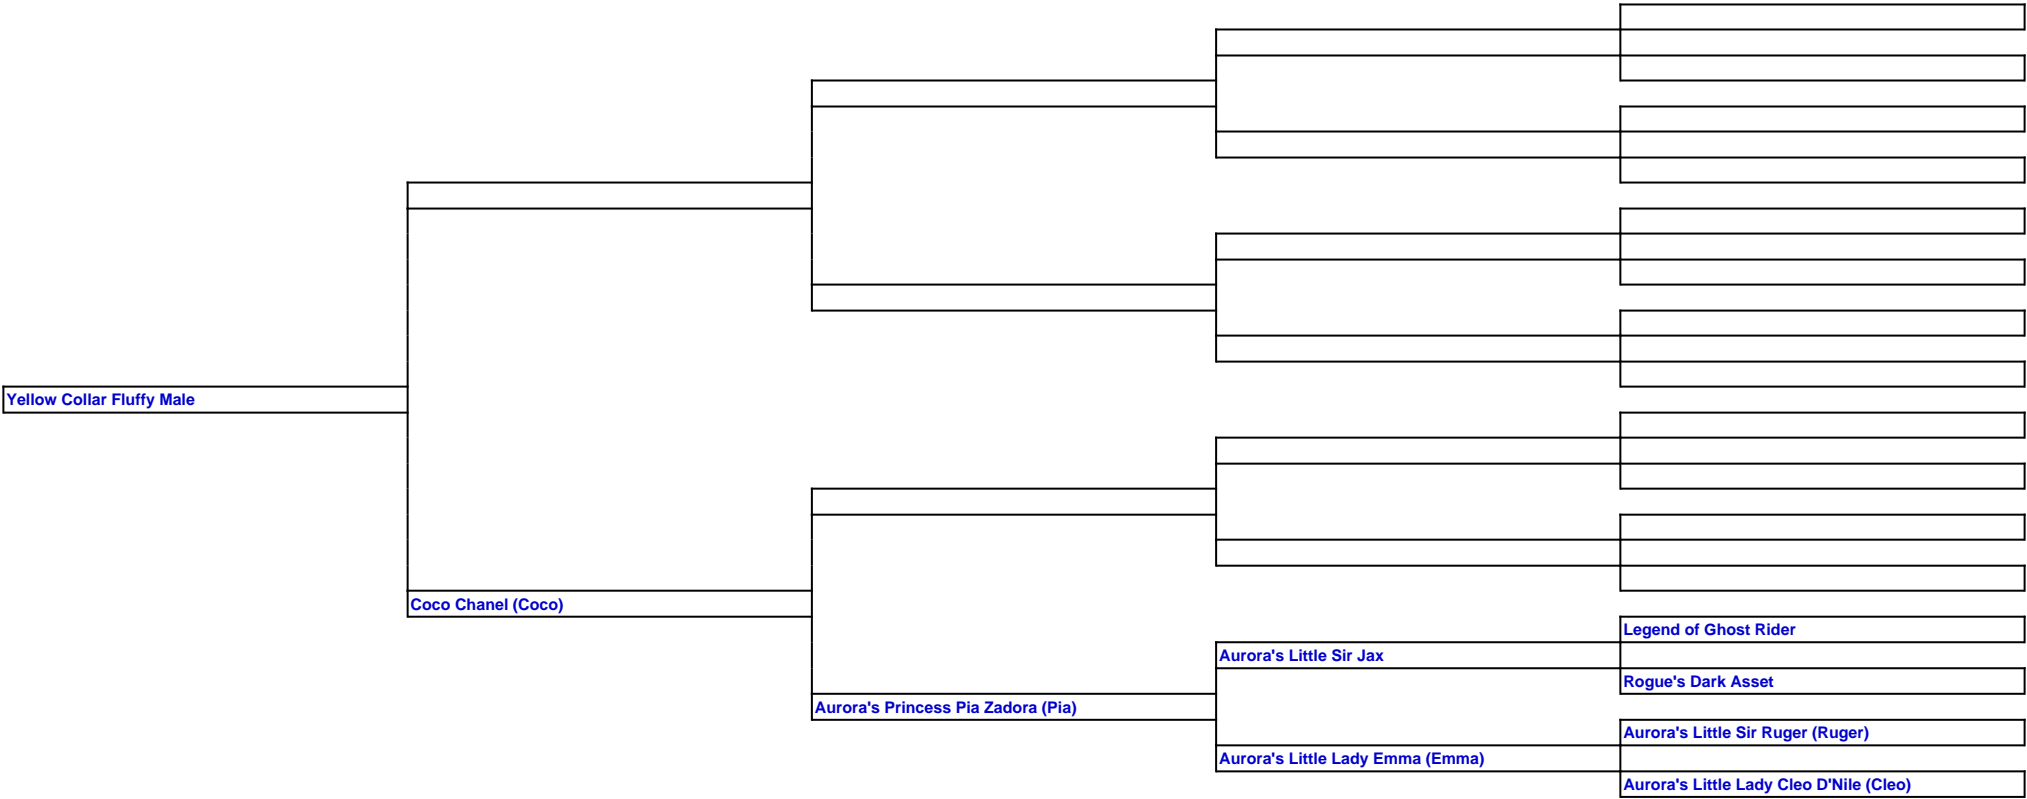 Yellow Collar Fluffy Male
Coco Chanel (Coco)
Aurora's Princess Pia Zadora (Pia)
Aurora's Little Sir Jax
Legend of Ghost Rider
Rogue's Dark Asset
Aurora's Little Lady Emma (Emma)
Aurora's Little Sir Ruger (Ruger)
Aurora's Little Lady Cleo D'Nile (Cleo)